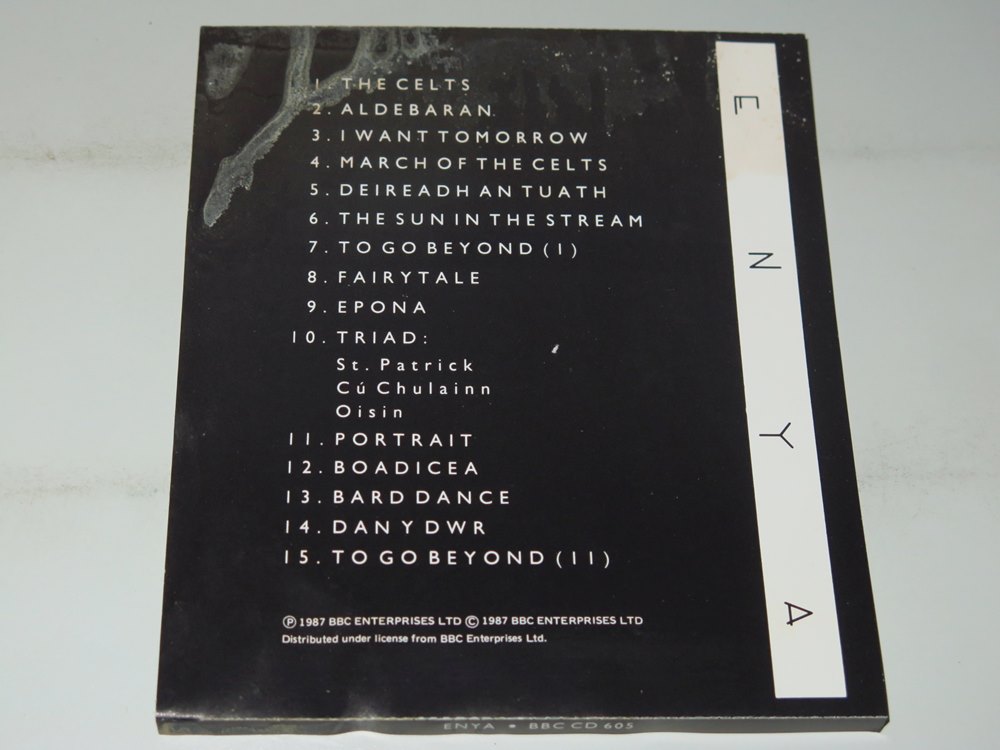 1. THE CELTS
2. ALDEBARAN
3. I WANT TOMORROW
4. MARCH OF THE CELTS
5. DEIREADH AN TUATH
6. THE SUN IN THE STREAM
7. TO GO BEYOND (I)
8. FAIRYTALE
9. EPONA
10. TRIAD:
St. Patrick
Cú Chulainn
Oisin
11. PORTRAIT
12. BOADICEA
13. BARD DANCE
14. DAN Y DWR
15. TO GO BEYOND (II)
℗ 1987 BBC ENTERPRISES LTD © 1987 BBC ENTERPRISES LTD
Distributed under license from BBC Enterprises Ltd.
ENYA
ENYA • BBC CD 605